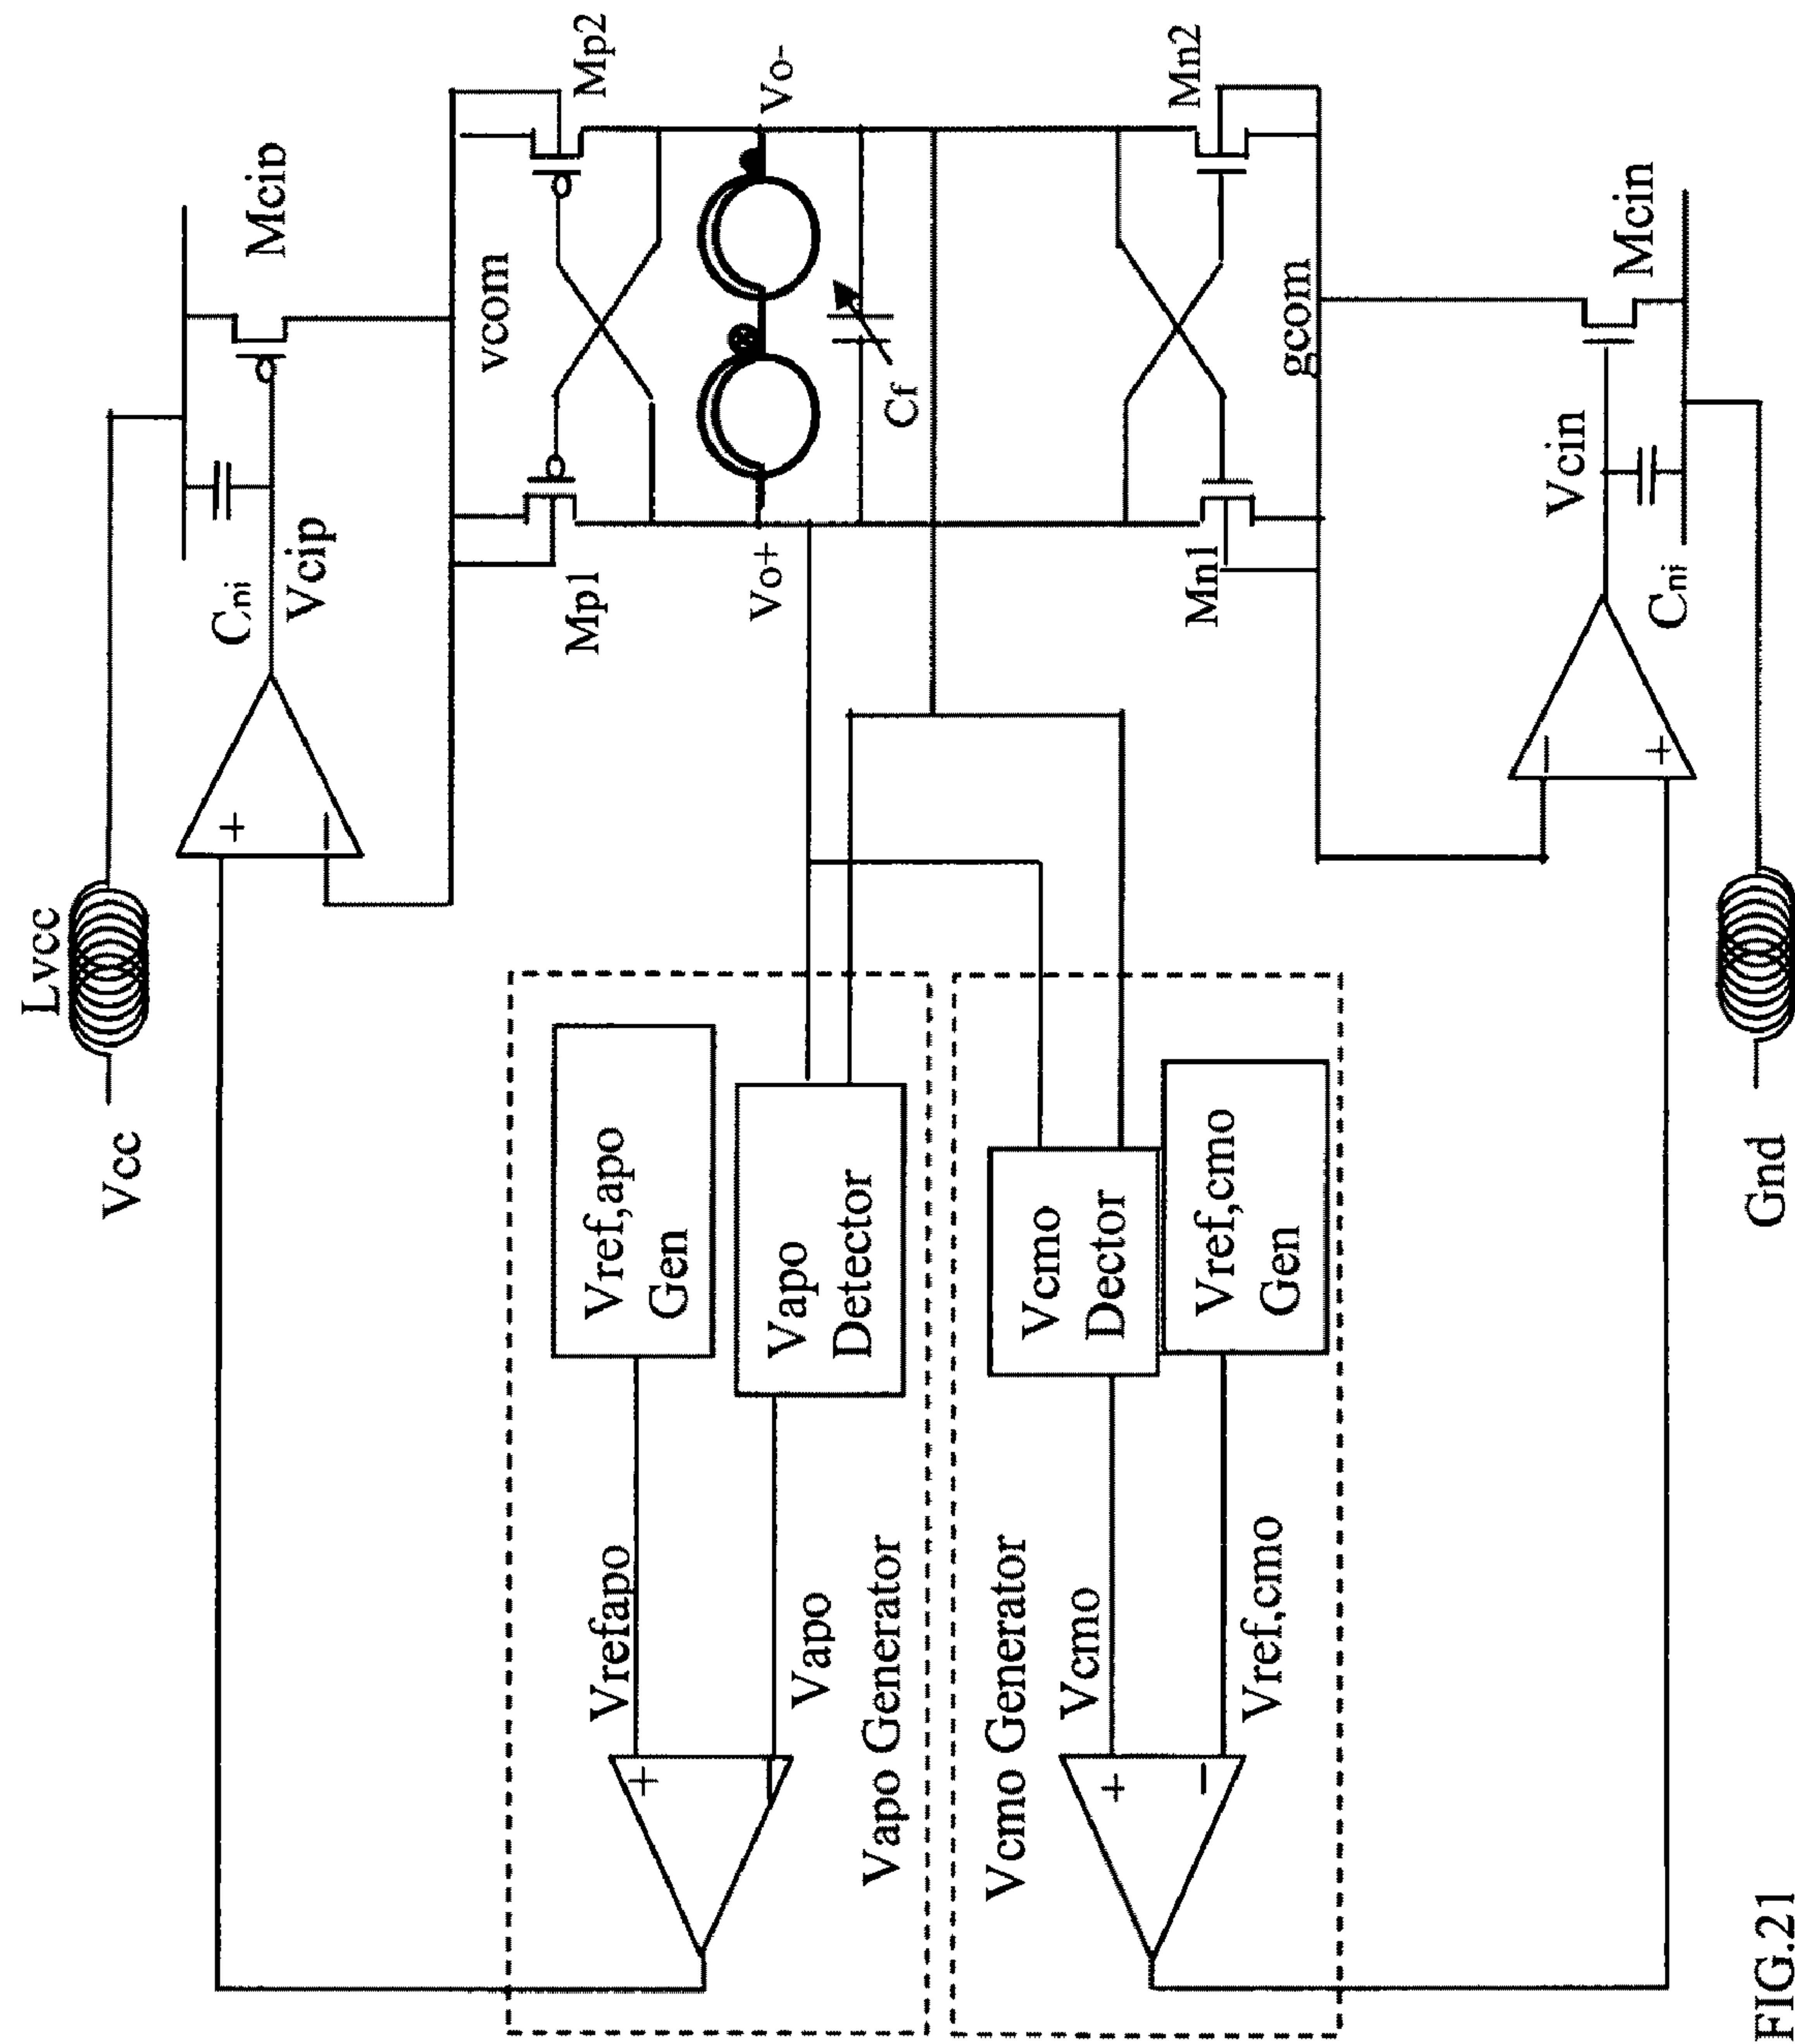 Vcc
Lvcc
Mcip
Cni
Vcip
vcom
Mp1
Mp2
Vo+
Vo-
Cf
Mn1
Mn2
gcom
Vcin
Mcin
Cni
Gnd
+
−
Vref,apo
Gen
Vapo
Detector
Vrefapo
Vapo
+
−
Vapo Generator
Vcmo Generator
Vcmo
Dector
Vref,cmo
Gen
Vcmo
Vref,cmo
+
−
−
+
FIG.21